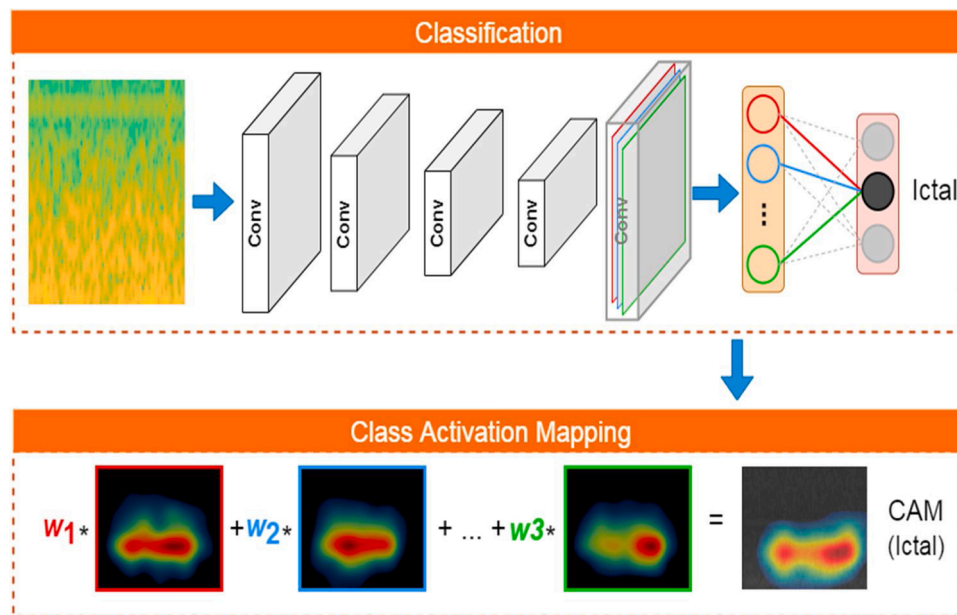 Classification
Conv
Conv
Conv
Conv
Conv
...
Ictal
Class Activation Mapping
w1* +w2* + ... + w3* = CAM
(Ictal)